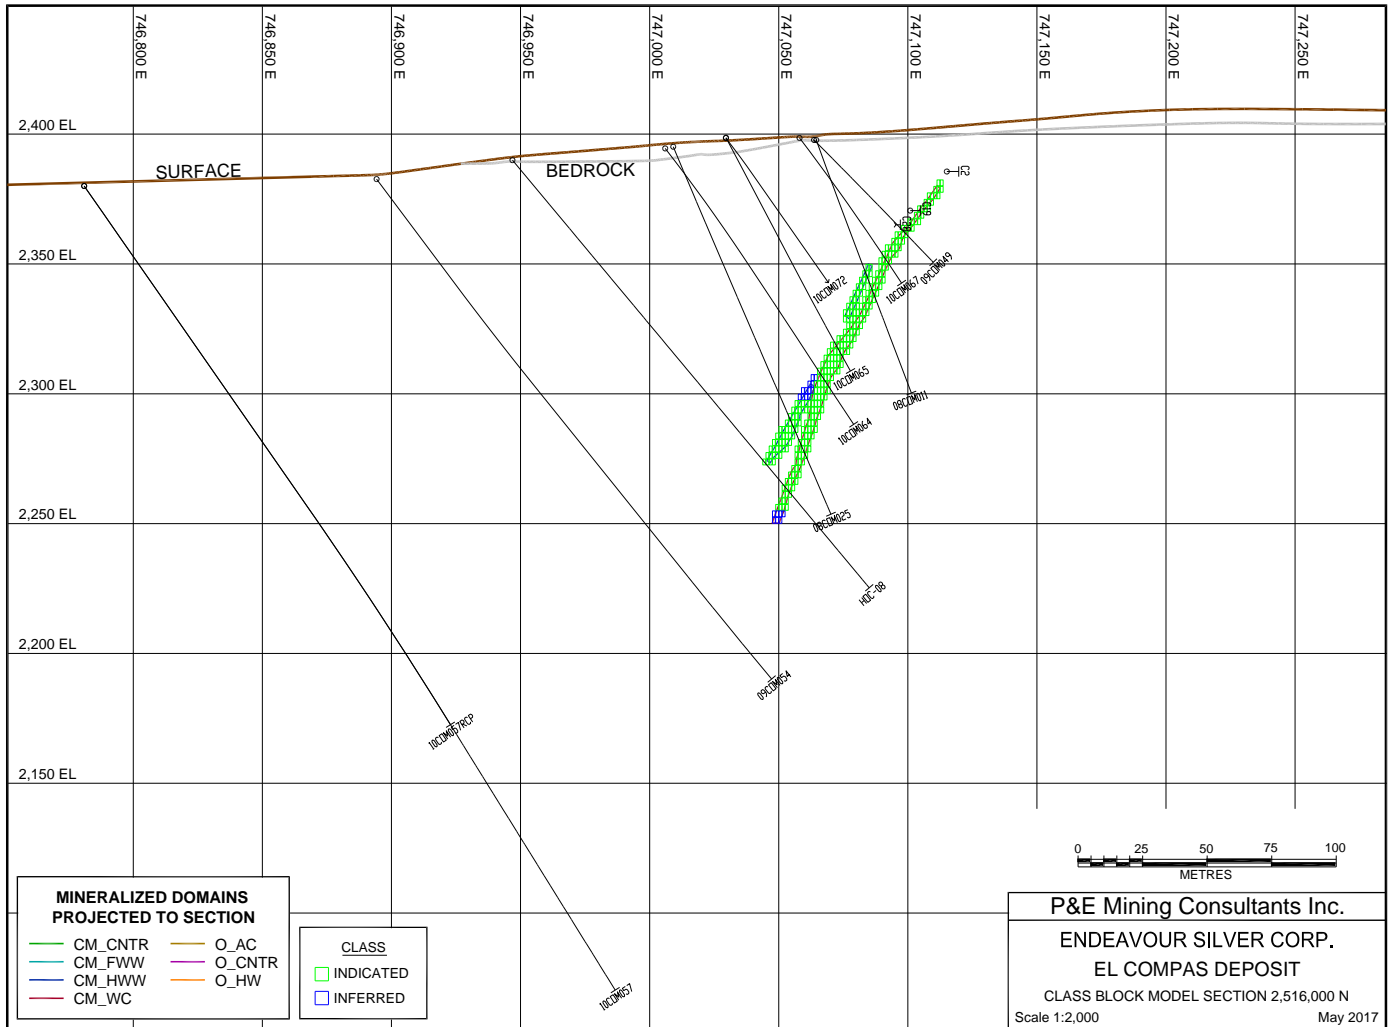 746,800 E
746,850 E
746,900 E
746,950 E
747,000 E
747,050 E
747,100 E
747,150 E
747,200 E
747,250 E
2,400 EL
SURFACE
BEDROCK
C2
C19
2,350 EL
09CDM049
10CDM072
10CDM067
2,300 EL
10CDM065
08CDM011
10CDM064
2,250 EL
08CDM025
HOC-08
2,200 EL
09CDM054
10CDM057RCP
2,150 EL
10CDM057
0 25 50 75 100
METRES
MINERALIZED DOMAINS
PROJECTED TO SECTION
CM_CNTR O_AC
CM_FWW O_CNTR
CM_HWW O_HW
CM_WC
CLASS
INDICATED
INFERRED
P&E Mining Consultants Inc.
ENDEAVOUR SILVER CORP.
EL COMPAS DEPOSIT
CLASS BLOCK MODEL SECTION 2,516,000 N
Scale 1:2,000 May 2017